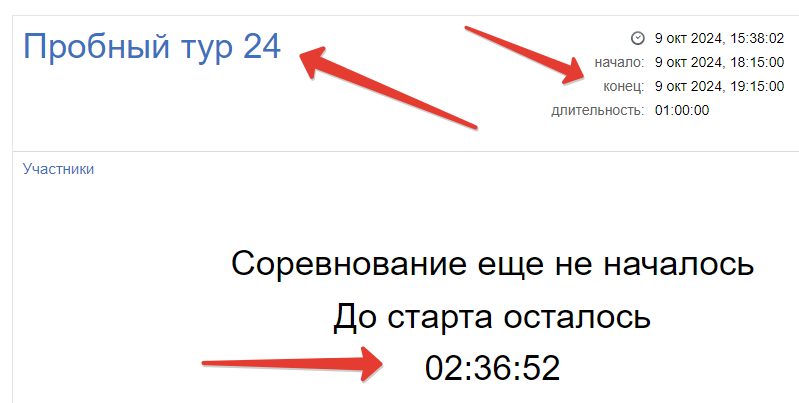 Пробный тур 24
9 окт 2024, 15:38:02
начало: 9 окт 2024, 18:15:00
конец: 9 окт 2024, 19:15:00
длительность: 01:00:00
Участники
Соревнование еще не началось
До старта осталось
02:36:52